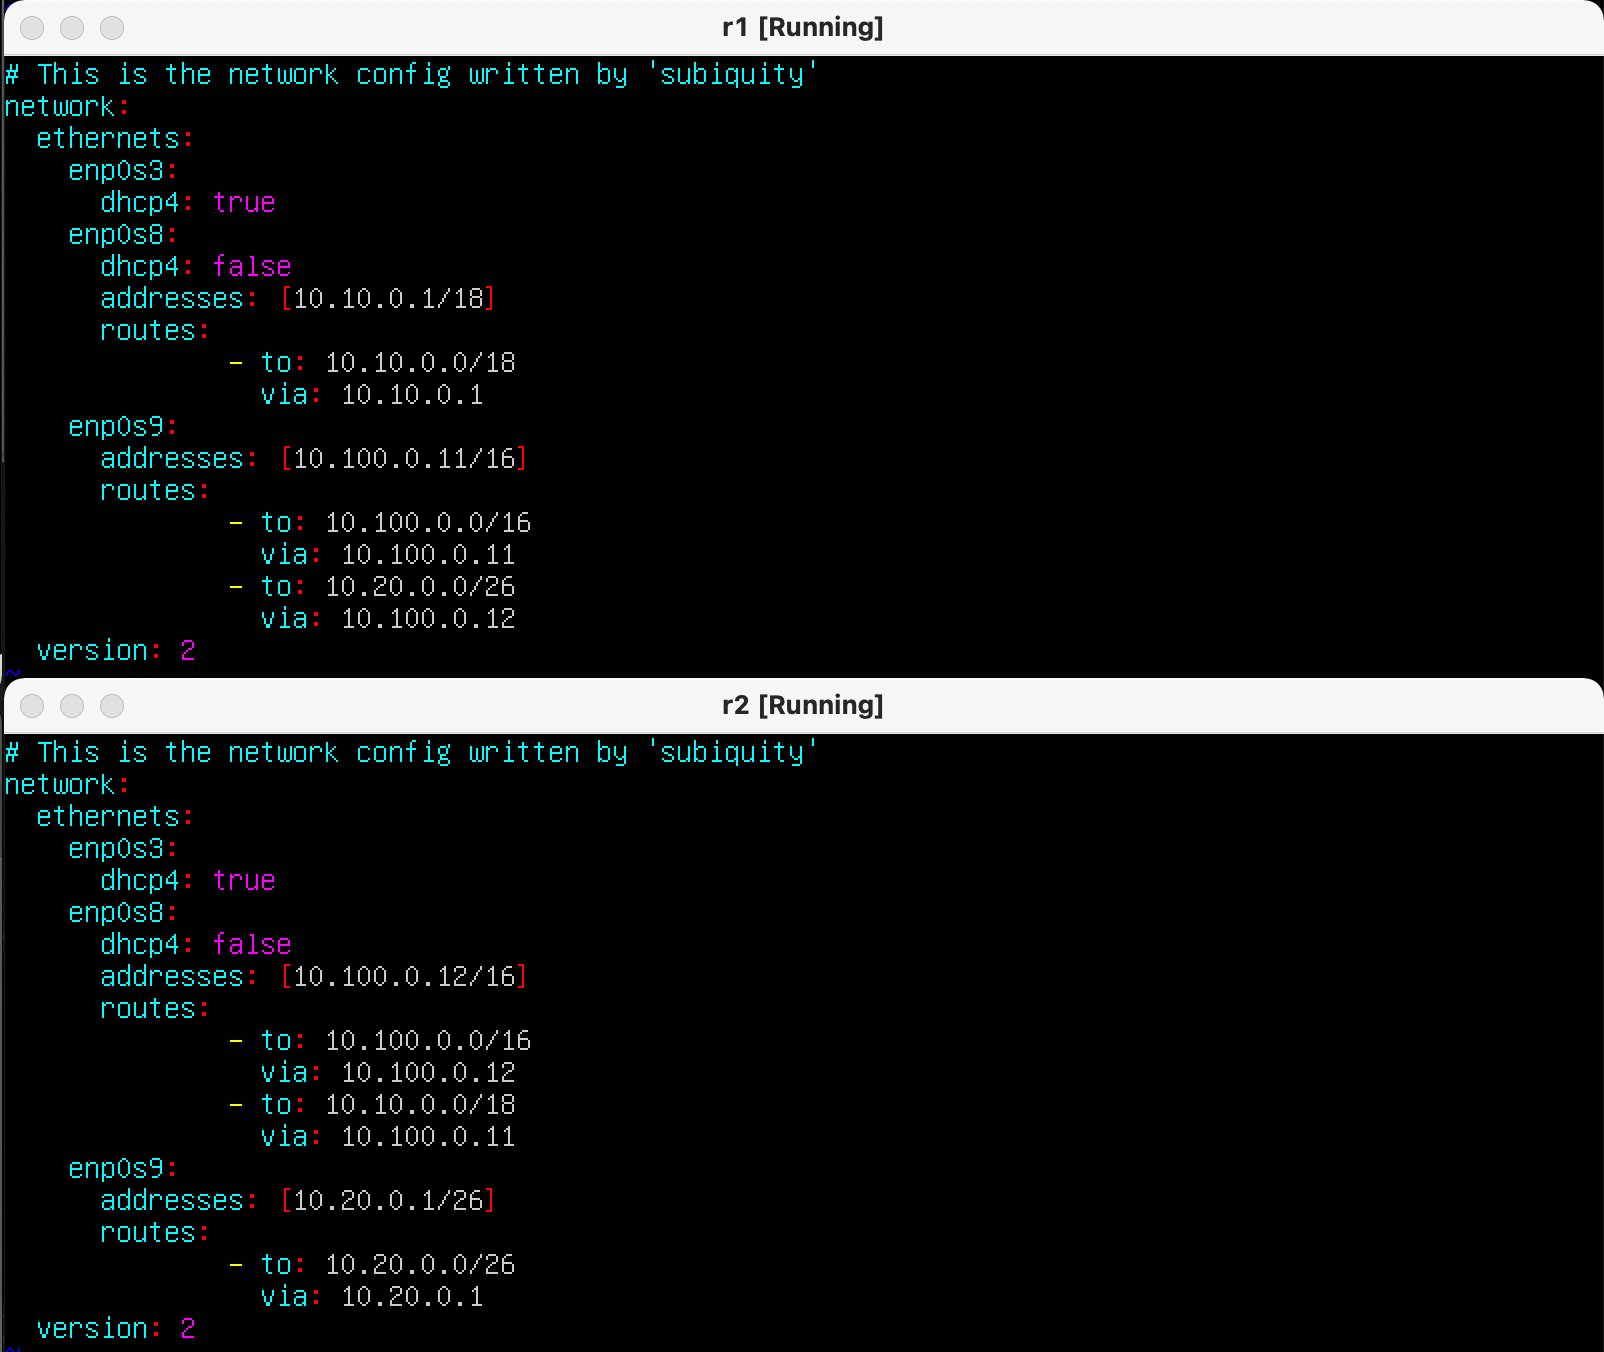 r1 [Running]
# This is the network config written by 'subiquity'
network:
  ethernets:
    enp0s3:
      dhcp4: true
    enp0s8:
      dhcp4: false
      addresses: [10.10.0.1/18]
      routes:
              - to: 10.10.0.0/18
                via: 10.10.0.1
    enp0s9:
      addresses: [10.100.0.11/16]
      routes:
              - to: 10.100.0.0/16
                via: 10.100.0.11
              - to: 10.20.0.0/26
                via: 10.100.0.12
  version: 2
~
r2 [Running]
# This is the network config written by 'subiquity'
network:
  ethernets:
    enp0s3:
      dhcp4: true
    enp0s8:
      dhcp4: false
      addresses: [10.100.0.12/16]
      routes:
              - to: 10.100.0.0/16
                via: 10.100.0.12
              - to: 10.10.0.0/18
                via: 10.100.0.11
    enp0s9:
      addresses: [10.20.0.1/26]
      routes:
              - to: 10.20.0.0/26
                via: 10.20.0.1
  version: 2
~